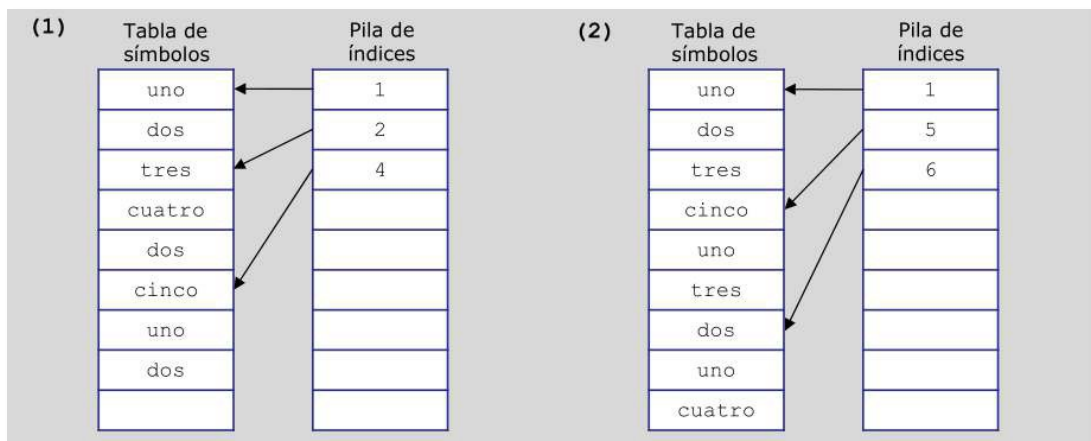 (1)
Tabla de
símbolos
Pila de
índices
uno
1
dos
2
tres
4
cuatro
dos
cinco
uno
dos
(2)
Tabla de
símbolos
Pila de
índices
uno
1
dos
5
tres
6
cinco
uno
tres
dos
uno
cuatro